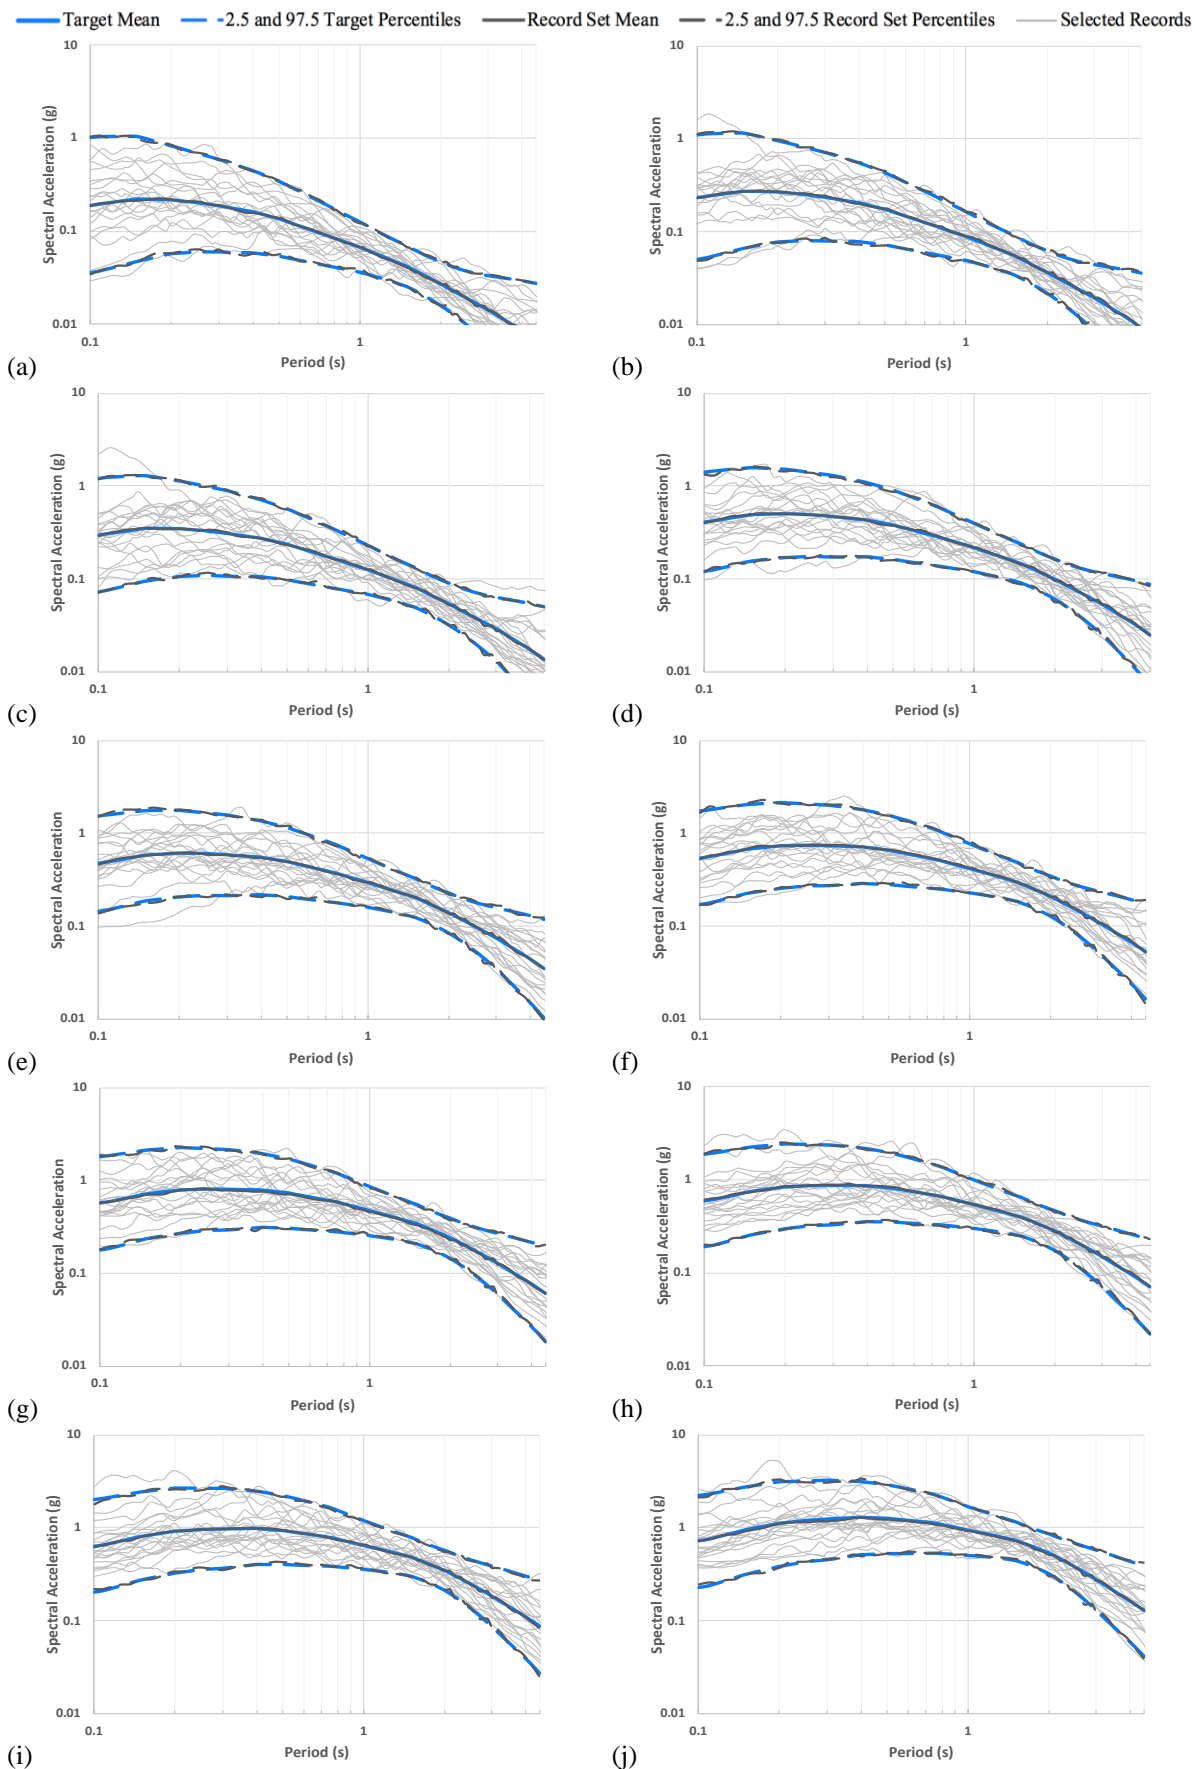 Target Mean 2.5 and 97.5 Target Percentiles Record Set Mean 2.5 and 97.5 Record Set Percentiles Selected Records
10
1
0.1
0.01
Spectral Acceleration (g)
0.1 1
Period (s)
(a)
10
1
0.1
0.01
Spectral Acceleration
0.1 1
Period (s)
(b)
10
1
0.1
0.01
Spectral Acceleration (g)
0.1 1
Period (s)
(c)
10
1
0.1
0.01
Spectral Acceleration (g)
0.1 1
Period (s)
(d)
10
1
0.1
0.01
Spectral Acceleration
0.1 1
Period (s)
(e)
10
1
0.1
0.01
Spectral Acceleration (g)
0.1 1
Period (s)
(f)
10
1
0.1
0.01
Spectral Acceleration
0.1 1
Period (s)
(g)
10
1
0.1
0.01
Spectral Acceleration (g)
0.1 1
Period (s)
(h)
10
1
0.1
0.01
Spectral Acceleration (g)
0.1 1
Period (s)
(i)
10
1
0.1
0.01
Spectral Acceleration (g)
0.1 1
Period (s)
(j)